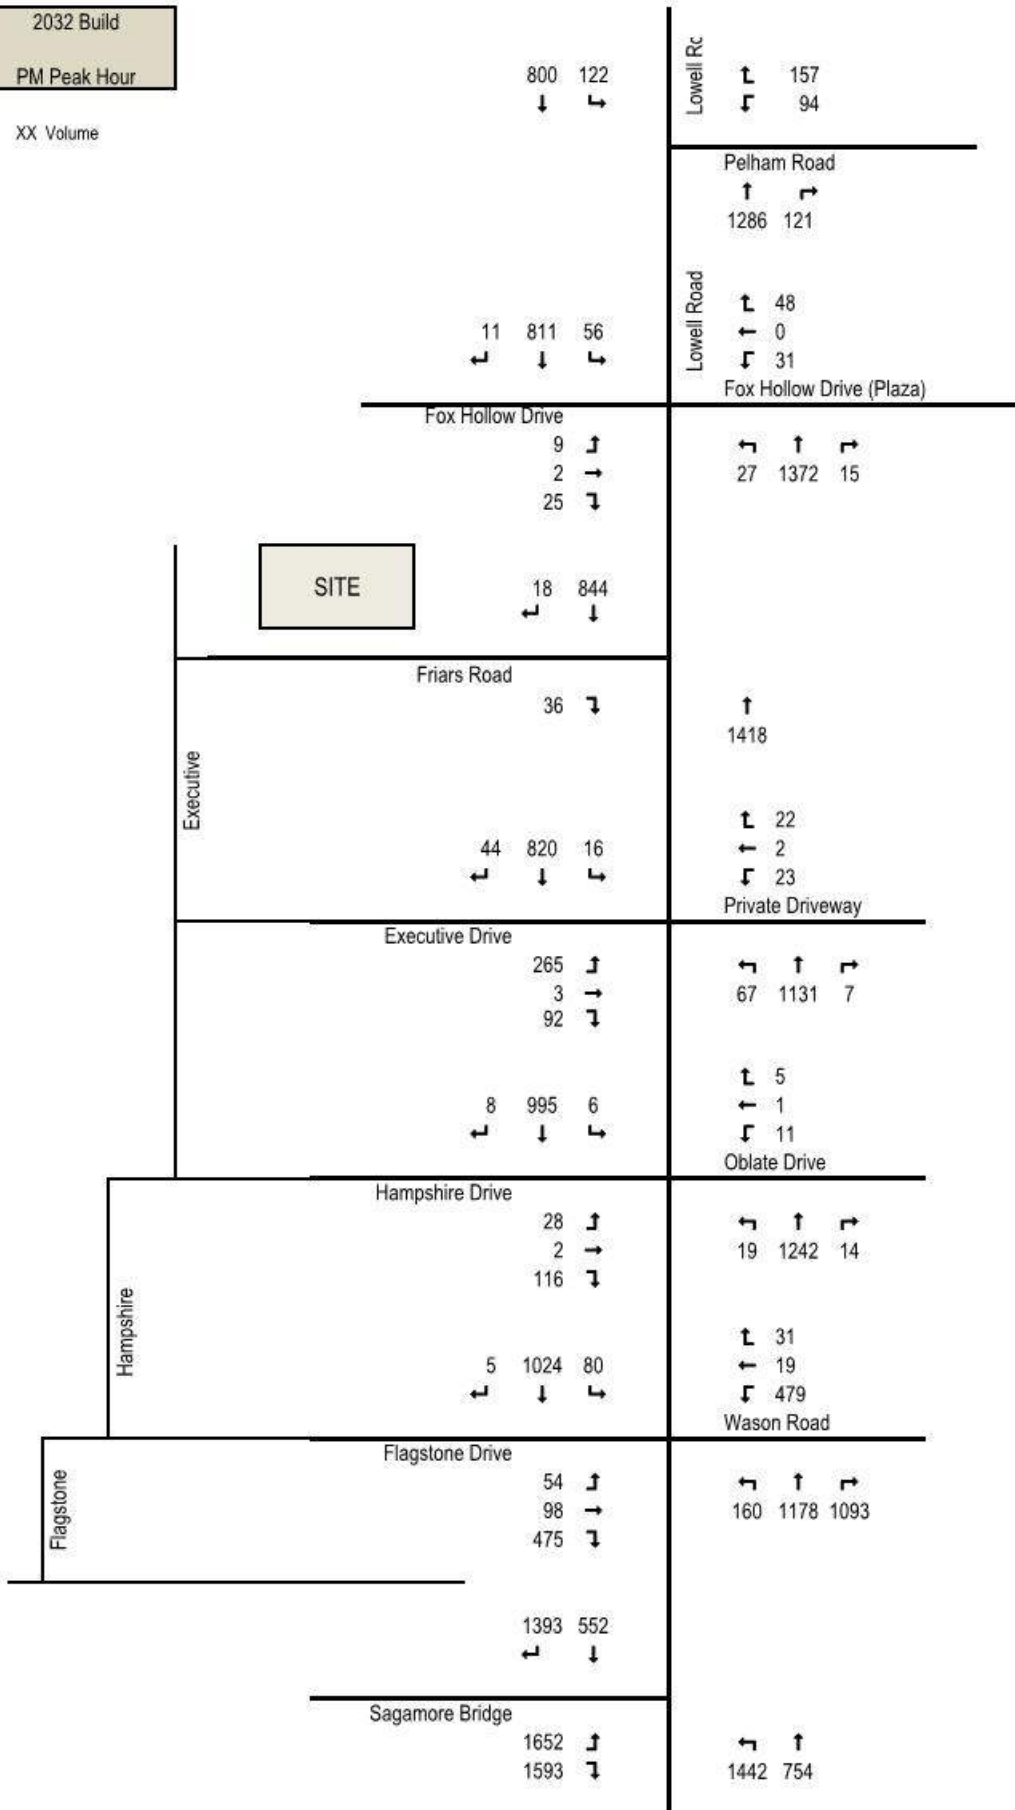 2032 Build
PM Peak Hour
XX Volume
800 122
Lowell Rc
157
94
Pelham Road
1286 121
Lowell Road
11 811 56
48
0
31
Fox Hollow Drive (Plaza)
Fox Hollow Drive
9
2
25
27 1372 15
SITE
18 844
Friars Road
36
1418
Executive
44 820 16
22
2
23
Private Driveway
Executive Drive
265
3
92
67 1131 7
8 995 6
5
1
11
Oblate Drive
Hampshire Drive
28
2
116
19 1242 14
Hampshire
5 1024 80
31
19
479
Wason Road
Flagstone Drive
54
98
475
160 1178 1093
Flagstone
1393 552
Sagamore Bridge
1652
1593
1442 754